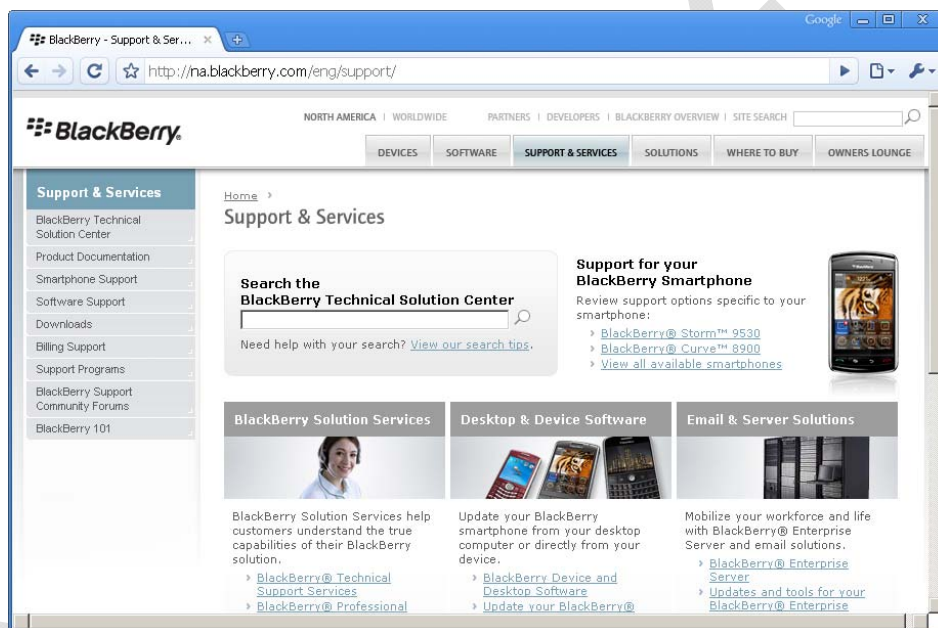 Google
BlackBerry - Support & Ser...
http://na.blackberry.com/eng/support/
BlackBerry.
NORTH AMERICA | WORLDWIDE PARTNERS | DEVELOPERS | BLACKBERRY OVERVIEW | SITE SEARCH
DEVICES SOFTWARE SUPPORT & SERVICES SOLUTIONS WHERE TO BUY OWNERS LOUNGE
Support & Services
BlackBerry Technical
Solution Center
Product Documentation
Smartphone Support
Software Support
Downloads
Billing Support
Support Programs
BlackBerry Support
Community Forums
BlackBerry 101
Home >
Support & Services
Search the
BlackBerry Technical Solution Center
Need help with your search? View our search tips.
Support for your
BlackBerry Smartphone
Review support options specific to your
smartphone:
> BlackBerry® Storm™ 9530
> BlackBerry® Curve™ 8900
> View all available smartphones
BlackBerry Solution Services
BlackBerry Solution Services help
customers understand the true
capabilities of their BlackBerry
solution.
> BlackBerry® Technical
Support Services
> BlackBerry® Professional
Desktop & Device Software
Update your BlackBerry
smartphone from your desktop
computer or directly from your
device.
> BlackBerry Device and
Desktop Software
> Update your BlackBerry®
Email & Server Solutions
Mobilize your workforce and life
with BlackBerry® Enterprise
Server and email solutions.
> BlackBerry® Enterprise
Server
> Updates and tools for your
BlackBerry® Enterprise